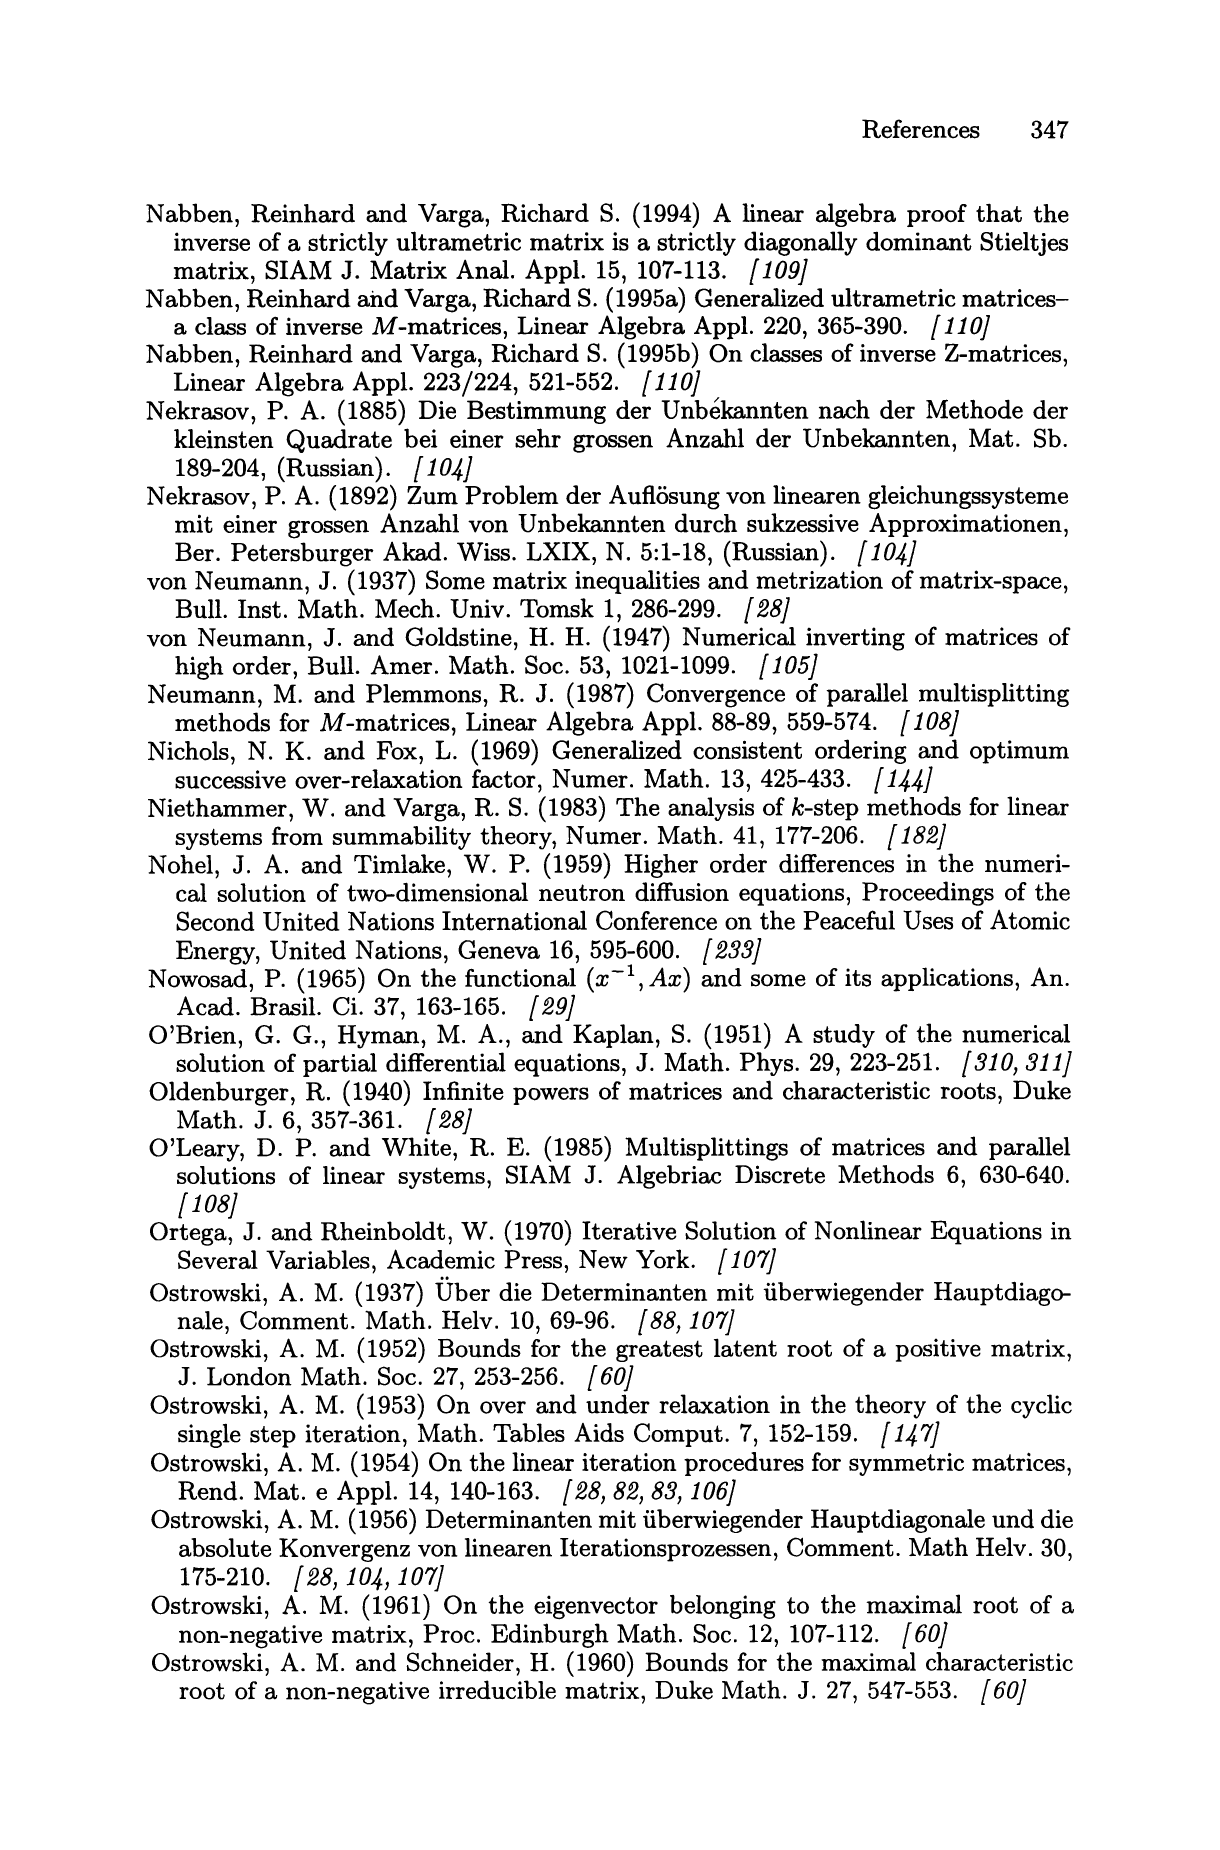 References 347
Nabben, Reinhard and Varga, Richard S. (1994) A linear algebra proof that the
inverse of a strictly ultrametric matrix is a strictly diagonally dominant Stieltjes
matrix, SIAM J. Matrix Anal. Appl. 15, 107-113. [109]
Nabben, Reinhard and Varga, Richard S. (1995a) Generalized ultrametric matrices–
a class of inverse M-matrices, Linear Algebra Appl. 220, 365-390. [110]
Nabben, Reinhard and Varga, Richard S. (1995b) On classes of inverse Z-matrices,
Linear Algebra Appl. 223/224, 521-552. [110]
Nekrasov, P. A. (1885) Die Bestimmung der Unbékannten nach der Methode der
kleinsten Quadrate bei einer sehr grossen Anzahl der Unbekannten, Mat. Sb.
189-204, (Russian). [104]
Nekrasov, P. A. (1892) Zum Problem der Auflösung von linearen gleichungssysteme
mit einer grossen Anzahl von Unbekannten durch sukzessive Approximationen,
Ber. Petersburger Akad. Wiss. LXIX, N. 5:1-18, (Russian). [104]
von Neumann, J. (1937) Some matrix inequalities and metrization of matrix-space,
Bull. Inst. Math. Mech. Univ. Tomsk 1, 286-299. [28]
von Neumann, J. and Goldstine, H. H. (1947) Numerical inverting of matrices of
high order, Bull. Amer. Math. Soc. 53, 1021-1099. [105]
Neumann, M. and Plemmons, R. J. (1987) Convergence of parallel multisplitting
methods for M-matrices, Linear Algebra Appl. 88-89, 559-574. [108]
Nichols, N. K. and Fox, L. (1969) Generalized consistent ordering and optimum
successive over-relaxation factor, Numer. Math. 13, 425-433. [144]
Niethammer, W. and Varga, R. S. (1983) The analysis of k-step methods for linear
systems from summability theory, Numer. Math. 41, 177-206. [182]
Nohel, J. A. and Timlake, W. P. (1959) Higher order differences in the numeri-
cal solution of two-dimensional neutron diffusion equations, Proceedings of the
Second United Nations International Conference on the Peaceful Uses of Atomic
Energy, United Nations, Geneva 16, 595-600. [233]
Nowosad, P. (1965) On the functional (x⁻¹, Ax) and some of its applications, An.
Acad. Brasil. Ci. 37, 163-165. [29]
O'Brien, G. G., Hyman, M. A., and Kaplan, S. (1951) A study of the numerical
solution of partial differential equations, J. Math. Phys. 29, 223-251. [310, 311]
Oldenburger, R. (1940) Infinite powers of matrices and characteristic roots, Duke
Math. J. 6, 357-361. [28]
O'Leary, D. P. and White, R. E. (1985) Multisplittings of matrices and parallel
solutions of linear systems, SIAM J. Algebriac Discrete Methods 6, 630-640.
[108]
Ortega, J. and Rheinboldt, W. (1970) Iterative Solution of Nonlinear Equations in
Several Variables, Academic Press, New York. [107]
Ostrowski, A. M. (1937) Über die Determinanten mit überwiegender Hauptdiago-
nale, Comment. Math. Helv. 10, 69-96. [88, 107]
Ostrowski, A. M. (1952) Bounds for the greatest latent root of a positive matrix,
J. London Math. Soc. 27, 253-256. [60]
Ostrowski, A. M. (1953) On over and under relaxation in the theory of the cyclic
single step iteration, Math. Tables Aids Comput. 7, 152-159. [147]
Ostrowski, A. M. (1954) On the linear iteration procedures for symmetric matrices,
Rend. Mat. e Appl. 14, 140-163. [28, 82, 83, 106]
Ostrowski, A. M. (1956) Determinanten mit überwiegender Hauptdiagonale und die
absolute Konvergenz von linearen Iterationsprozessen, Comment. Math Helv. 30,
175-210. [28, 104, 107]
Ostrowski, A. M. (1961) On the eigenvector belonging to the maximal root of a
non-negative matrix, Proc. Edinburgh Math. Soc. 12, 107-112. [60]
Ostrowski, A. M. and Schneider, H. (1960) Bounds for the maximal characteristic
root of a non-negative irreducible matrix, Duke Math. J. 27, 547-553. [60]